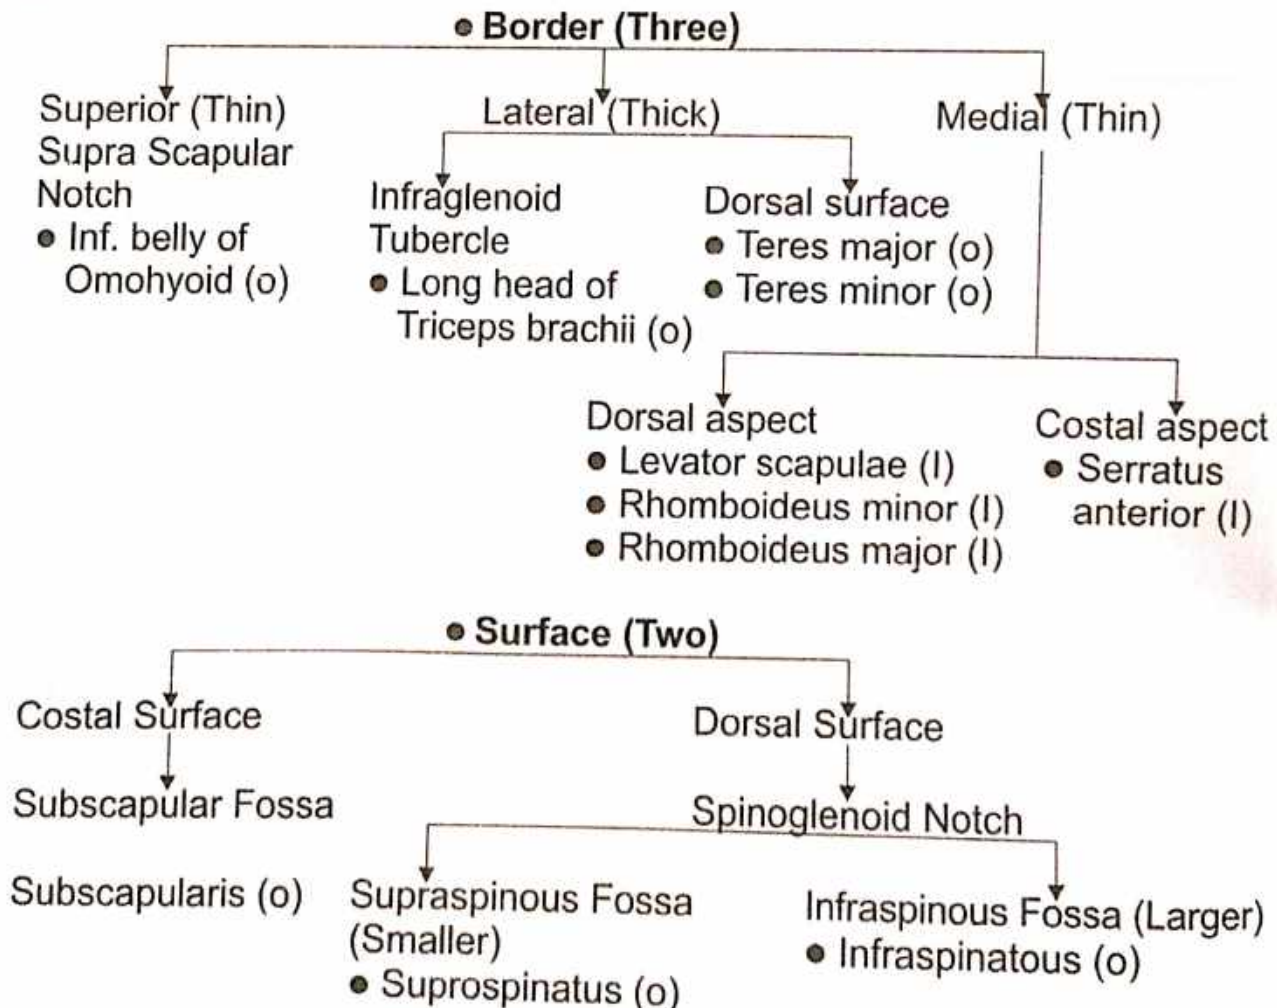 ● Border (Three)
Superior (Thin)
Supra Scapular
Notch
● Inf. belly of
Omohyoid (o)
Lateral (Thick)
Infraglenoid
Tubercle
● Long head of
Triceps brachii (o)
Dorsal surface
● Teres major (o)
● Teres minor (o)
Medial (Thin)
Dorsal aspect
● Levator scapulae (I)
● Rhomboideus minor (I)
● Rhomboideus major (I)
Costal aspect
● Serratus
anterior (I)
● Surface (Two)
Costal Surface
Subscapular Fossa
Subscapularis (o)
Dorsal Surface
Spinoglenoid Notch
Supraspinous Fossa
(Smaller)
● Suprospinatus (o)
Infraspinous Fossa (Larger)
● Infraspinatous (o)